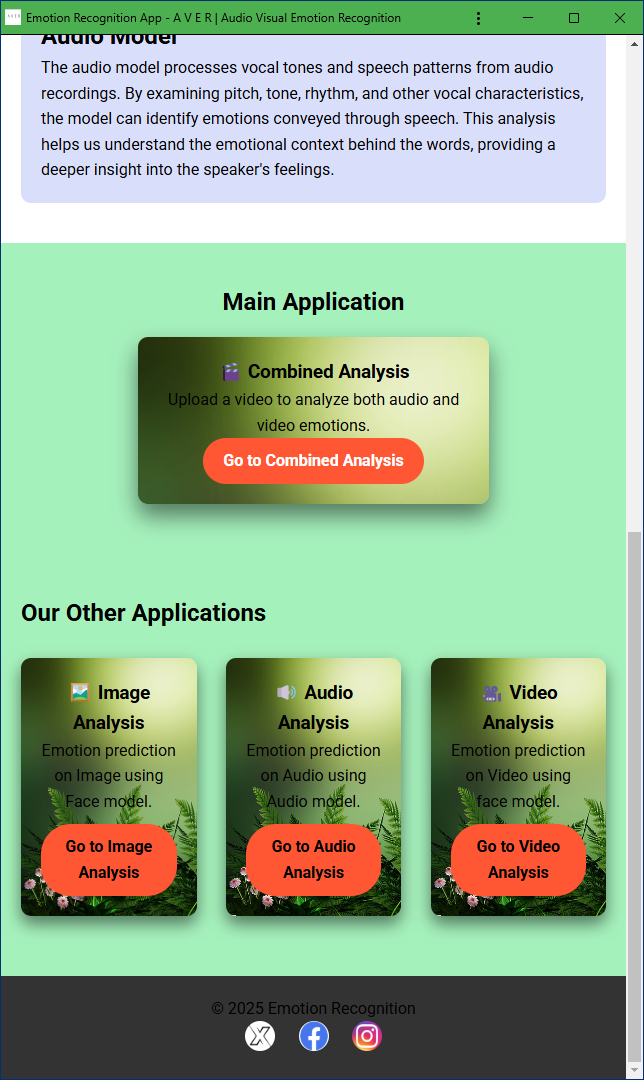 Emotion Recognition App - A V E R | Audio Visual Emotion Recognition
Audio Model
The audio model processes vocal tones and speech patterns from audio
recordings. By examining pitch, tone, rhythm, and other vocal characteristics,
the model can identify emotions conveyed through speech. This analysis
helps us understand the emotional context behind the words, providing a
deeper insight into the speaker's feelings.
Main Application
🎬 Combined Analysis
Upload a video to analyze both audio and
video emotions.
Go to Combined Analysis
Our Other Applications
🖼️ Image
Analysis
Emotion prediction
on Image using
Face model.
Go to Image
Analysis
🔊 Audio
Analysis
Emotion prediction
on Audio using
Audio model.
Go to Audio
Analysis
🎥 Video
Analysis
Emotion prediction
on Video using
face model.
Go to Video
Analysis
© 2025 Emotion Recognition